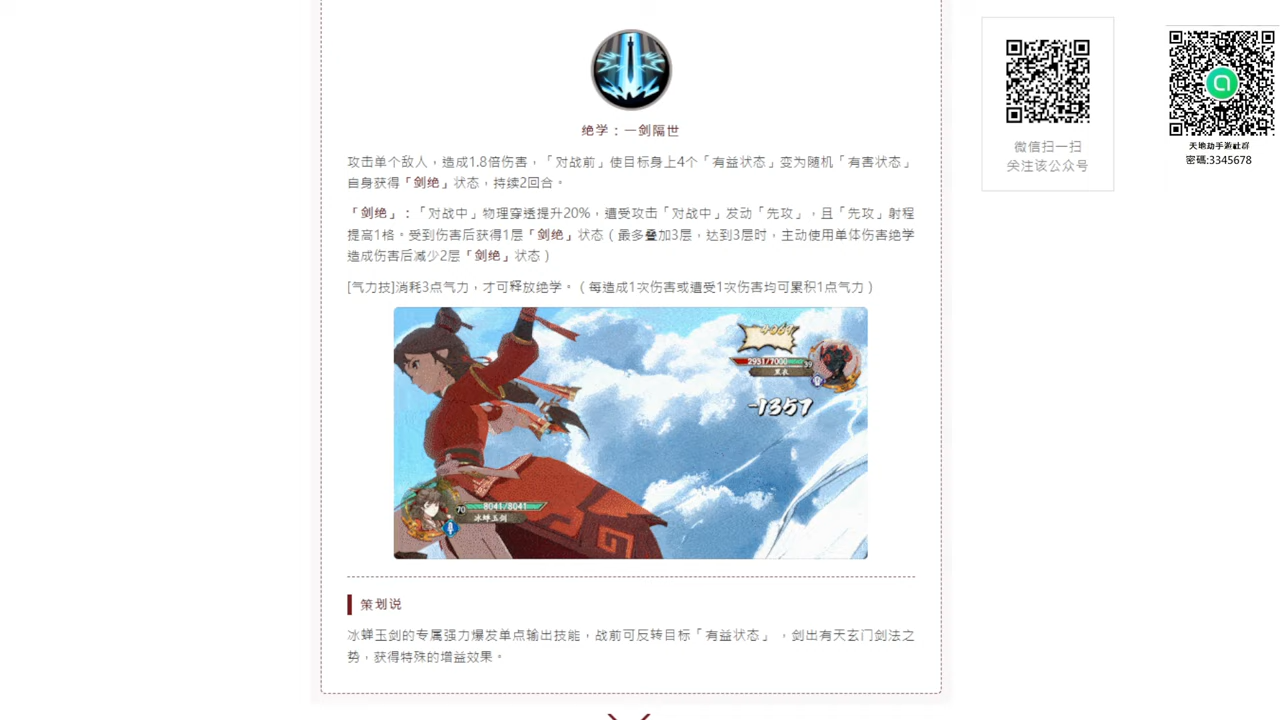 绝学：一剑隔世
攻击单个敌人，造成1.8倍伤害，「对战前」使目标身上4个「有益状态」变为随机「有害状态」
自身获得「剑绝」状态，持续2回合。
「剑绝」：「对战中」物理穿透提升20%，遭受攻击「对战中」发动「先攻」，且「先攻」射程
提高1格。受到伤害后获得1层「剑绝」状态（最多叠加3层，达到3层时，主动使用单体伤害绝学
造成伤害后减少2层「剑绝」状态）
[气力技]消耗3点气力，才可释放绝学。（每造成1次伤害或遭受1次伤害均可累积1点气力）
2931/7000
39
黑衣
-1357
70
8041/8041
冰蝉玉剑
策划说
冰蝉玉剑的专属强力爆发单点输出技能，战前可反转目标「有益状态」，剑出有天玄门剑法之
势，获得特殊的增益效果。
微信扫一扫
关注该公众号
天地劫手游社群
密碼:3345678